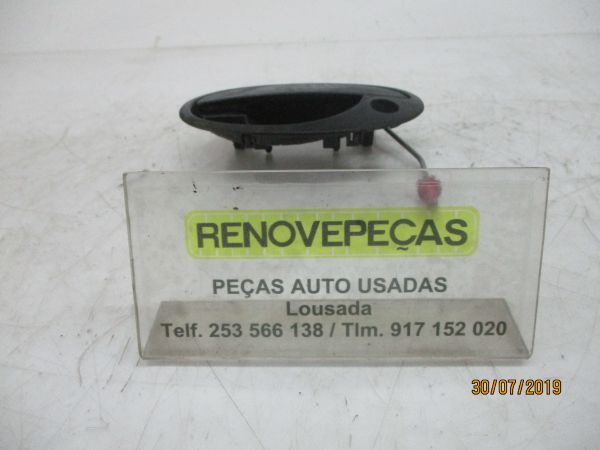 RENOVEPEÇAS
PEÇAS AUTO USADAS
Lousada
Telf. 253 566 138 / Tlm. 917 152 020
30/07/2019